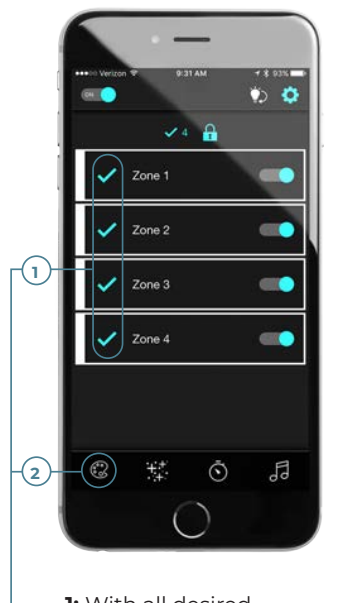 Verizon 9:31 AM 93%
ON
4
Zone 1
Zone 2
1
Zone 3
Zone 4
2
1: With all desired